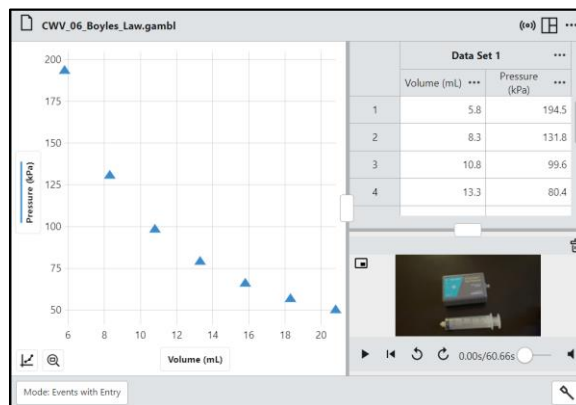 CWV_06_Boyles_Law.gambl
200
175
150
125
100
75
50
Pressure (kPa)
6 8 10 12 14 16 18 20
Volume (mL)
Data Set 1
Volume (mL) Pressure (kPa)
1 5.8 194.5
2 8.3 131.8
3 10.8 99.6
4 13.3 80.4
0.00s/60.66s
Mode: Events with Entry